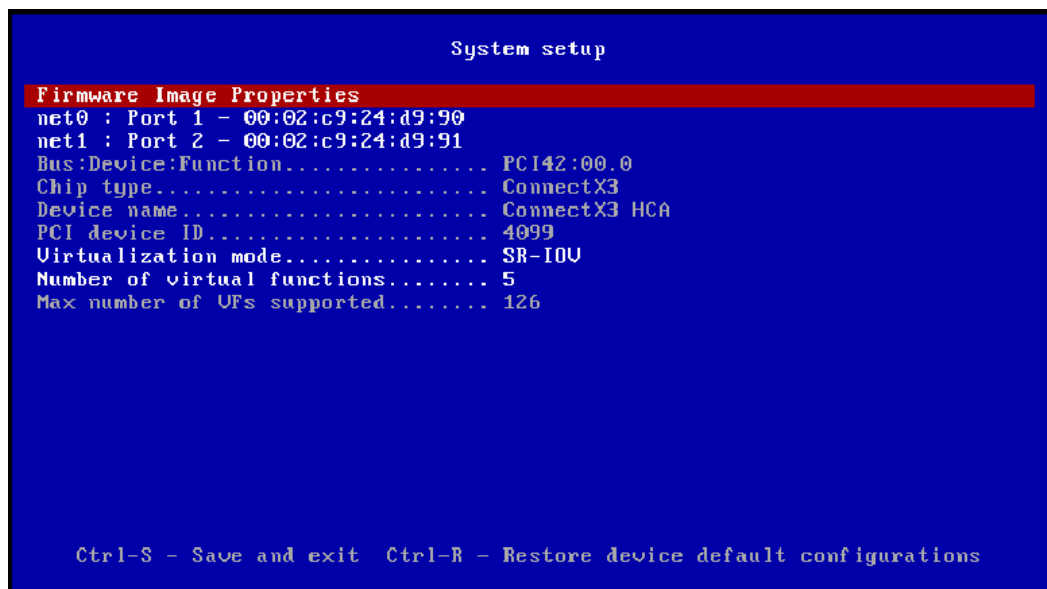 System setup
Firmware Image Properties
net0 : Port 1 - 00:02:c9:24:d9:90
net1 : Port 2 - 00:02:c9:24:d9:91
Bus:Device:Function................ PCI42:00.0
Chip type.......................... ConnectX3
Device name........................ ConnectX3 HCA
PCI device ID...................... 4099
Virtualization mode................ SR-IOV
Number of virtual functions........ 5
Max number of VFs supported........ 126
Ctrl-S - Save and exit  Ctrl-R - Restore device default configurations